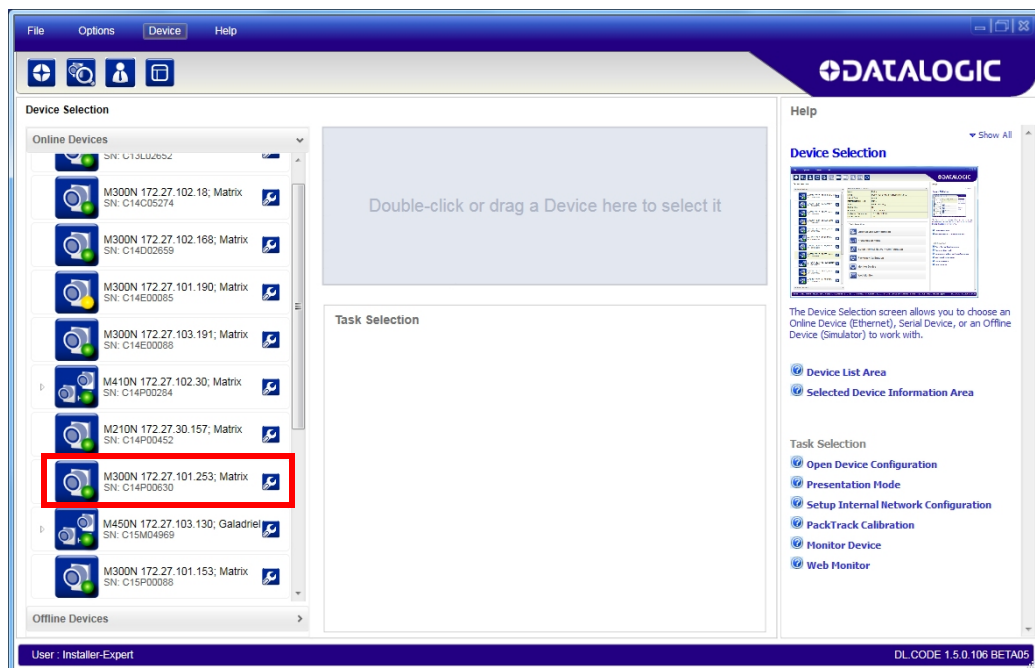 File Options Device Help
DATALOGIC
Device Selection
Online Devices
SN: C13L02652
M300N 172.27.102.18; Matrix
SN: C14C05274
M300N 172.27.102.168; Matrix
SN: C14D02659
M300N 172.27.101.190; Matrix
SN: C14E00085
M300N 172.27.103.191; Matrix
SN: C14E00088
M410N 172.27.102.30; Matrix
SN: C14P00284
M210N 172.27.30.157; Matrix
SN: C14P00452
M300N 172.27.101.253; Matrix
SN: C14P00630
M450N 172.27.103.130; Galadriel
SN: C15M04969
M300N 172.27.101.153; Matrix
SN: C15P00088
Offline Devices
Double-click or drag a Device here to select it
Task Selection
Help
Show All
Device Selection
The Device Selection screen allows you to choose an
Online Device (Ethernet), Serial Device, or an Offline
Device (Simulator) to work with.
Device List Area
Selected Device Information Area
Task Selection
Open Device Configuration
Presentation Mode
Setup Internal Network Configuration
PackTrack Calibration
Monitor Device
Web Monitor
User : Installer-Expert
DL.CODE 1.5.0.106 BETA05